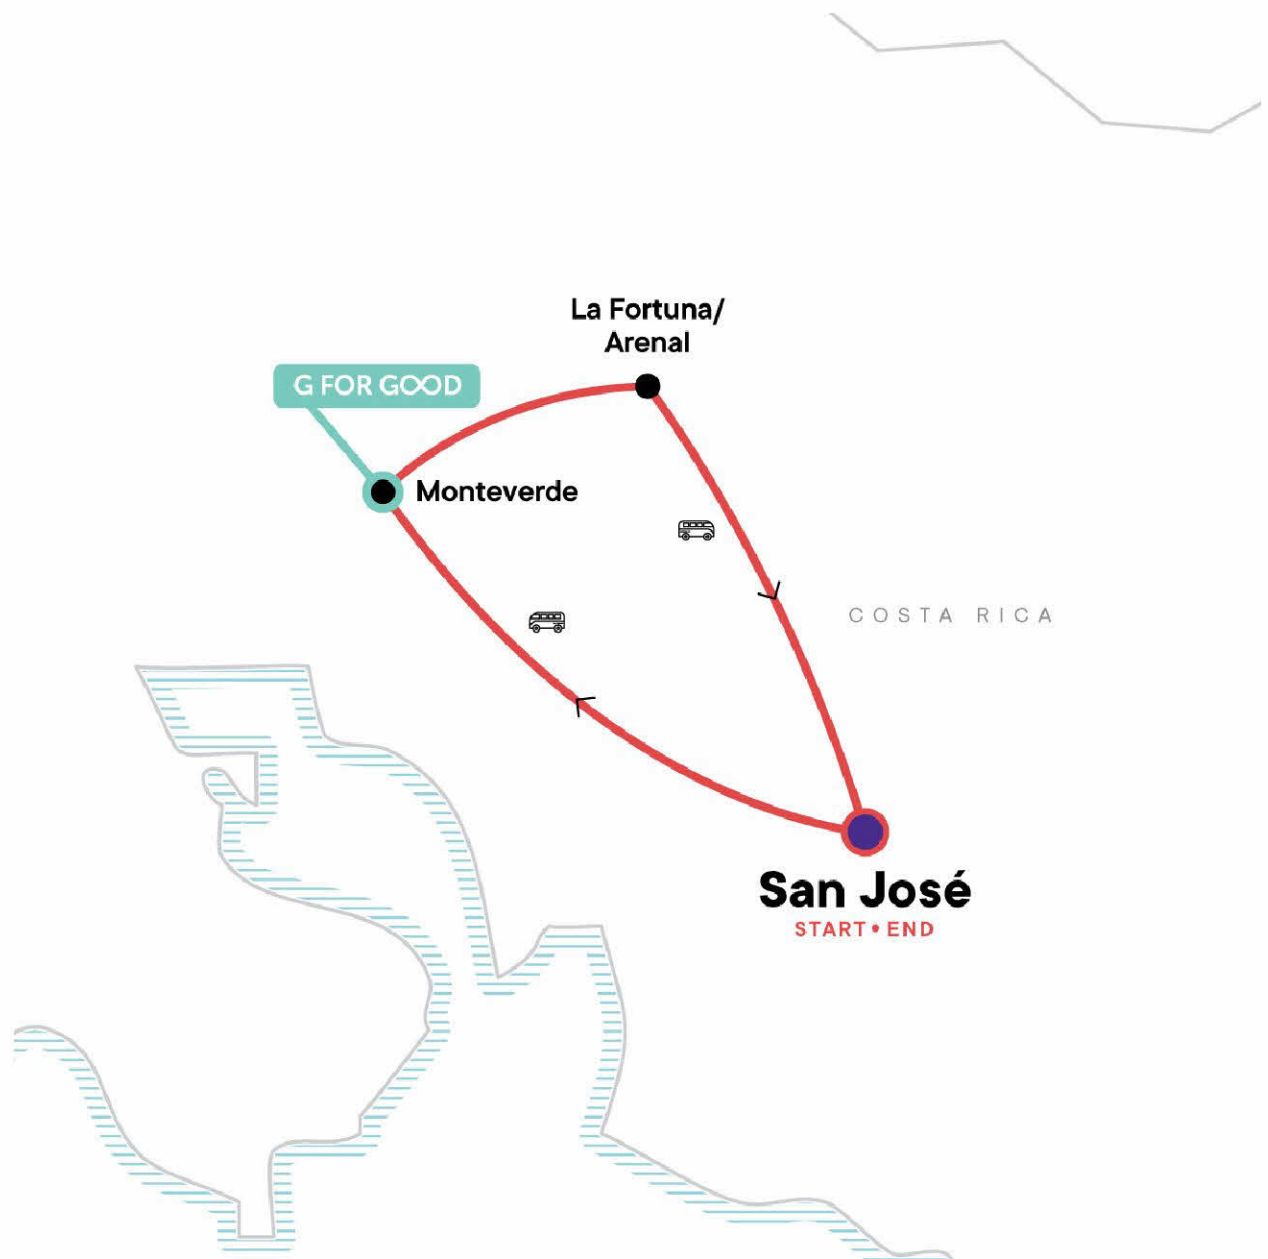 La Fortuna/
Arenal
G FOR GOOD
Monteverde
COSTA RICA
San José
START • END